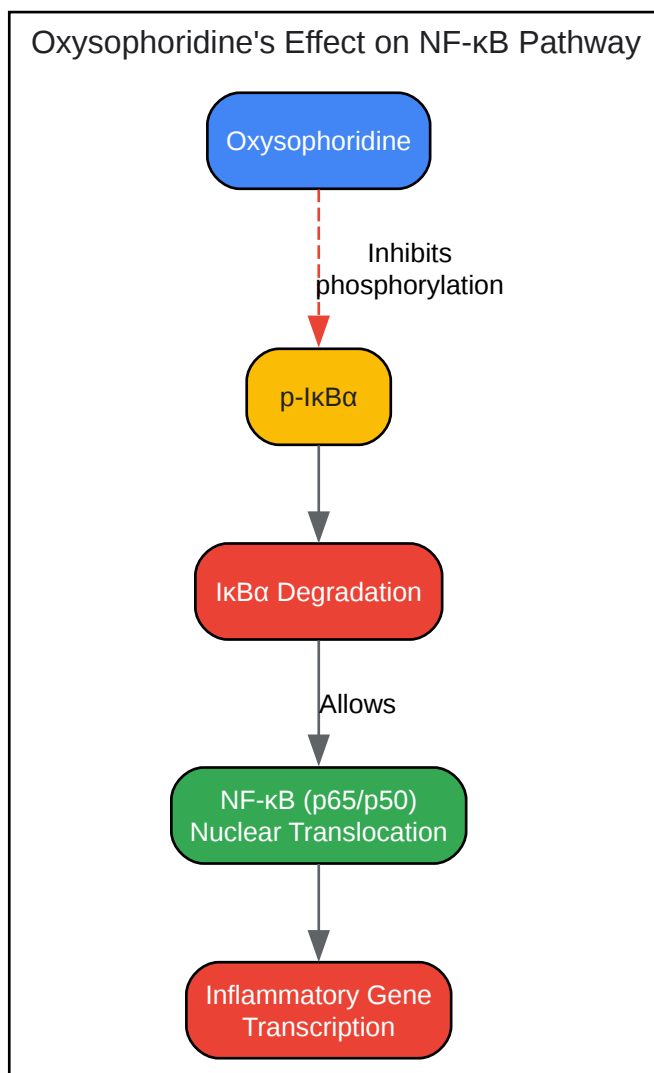 Oxysophoridine's Effect on NF-κB Pathway
Oxysophoridine
Inhibits
phosphorylation
p-IκBα
IκBα Degradation
Allows
NF-κB (p65/p50)
Nuclear Translocation
Inflammatory Gene
Transcription